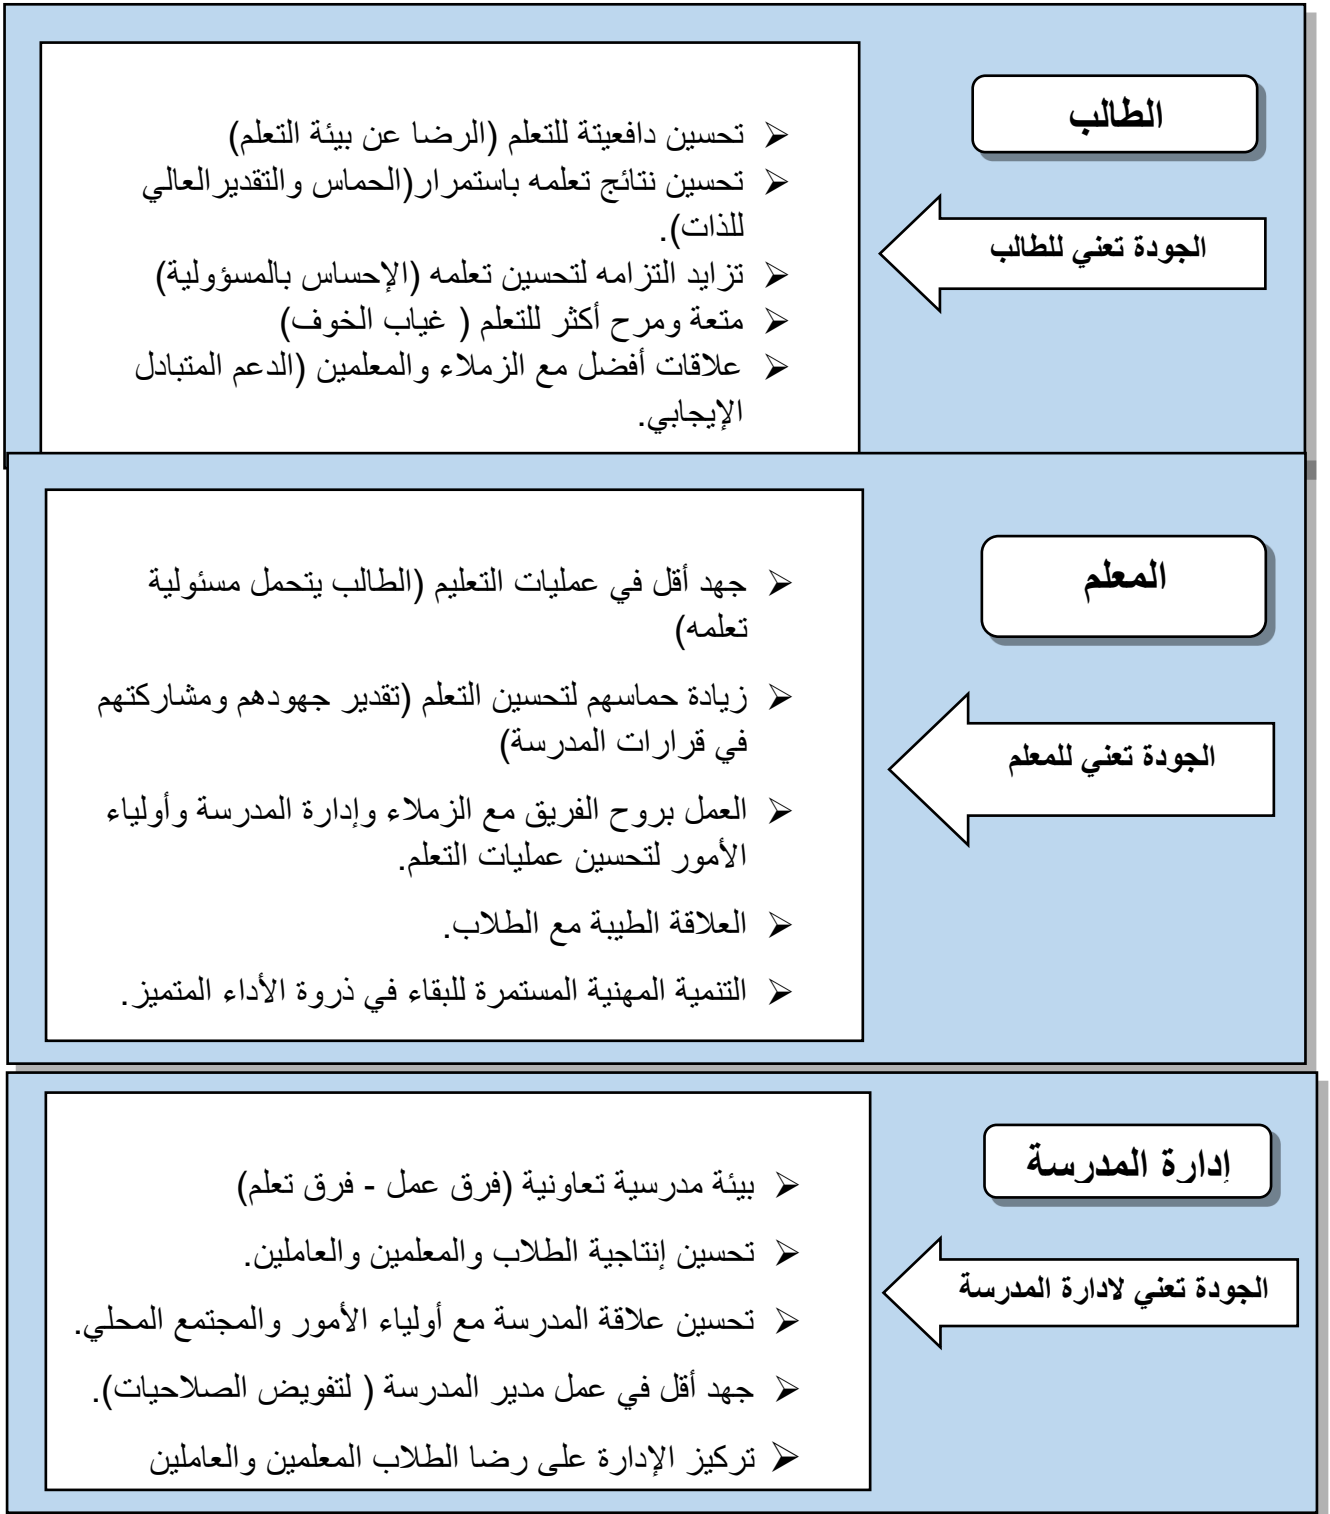 الطالب
الجودة تعني للطالب
تحسين دافعيتة للتعلم (الرضا عن بيئة التعلم)
تحسين نتائج تعلمه باستمرار(الحماس والتقديرالعالي
للذات).
تزايد التزامه لتحسين تعلمه (الإحساس بالمسؤولية)
متعة ومرح أكثر للتعلم ( غياب الخوف)
علاقات أفضل مع الزملاء والمعلمين (الدعم المتبادل
الإيجابي.
المعلم
الجودة تعني للمعلم
جهد أقل في عمليات التعليم (الطالب يتحمل مسئولية
تعلمه)
زيادة حماسهم لتحسين التعلم (تقدير جهودهم ومشاركتهم
في قرارات المدرسة)
العمل بروح الفريق مع الزملاء وإدارة المدرسة وأولياء
الأمور لتحسين عمليات التعلم.
العلاقة الطيبة مع الطلاب.
التنمية المهنية المستمرة للبقاء في ذروة الأداء المتميز.
إدارة المدرسة
الجودة تعني لادارة المدرسة
بيئة مدرسية تعاونية (فرق عمل - فرق تعلم)
تحسين إنتاجية الطلاب والمعلمين والعاملين.
تحسين علاقة المدرسة مع أولياء الأمور والمجتمع المحلي.
جهد أقل في عمل مدير المدرسة ( لتفويض الصلاحيات).
تركيز الإدارة على رضا الطلاب المعلمين والعاملين